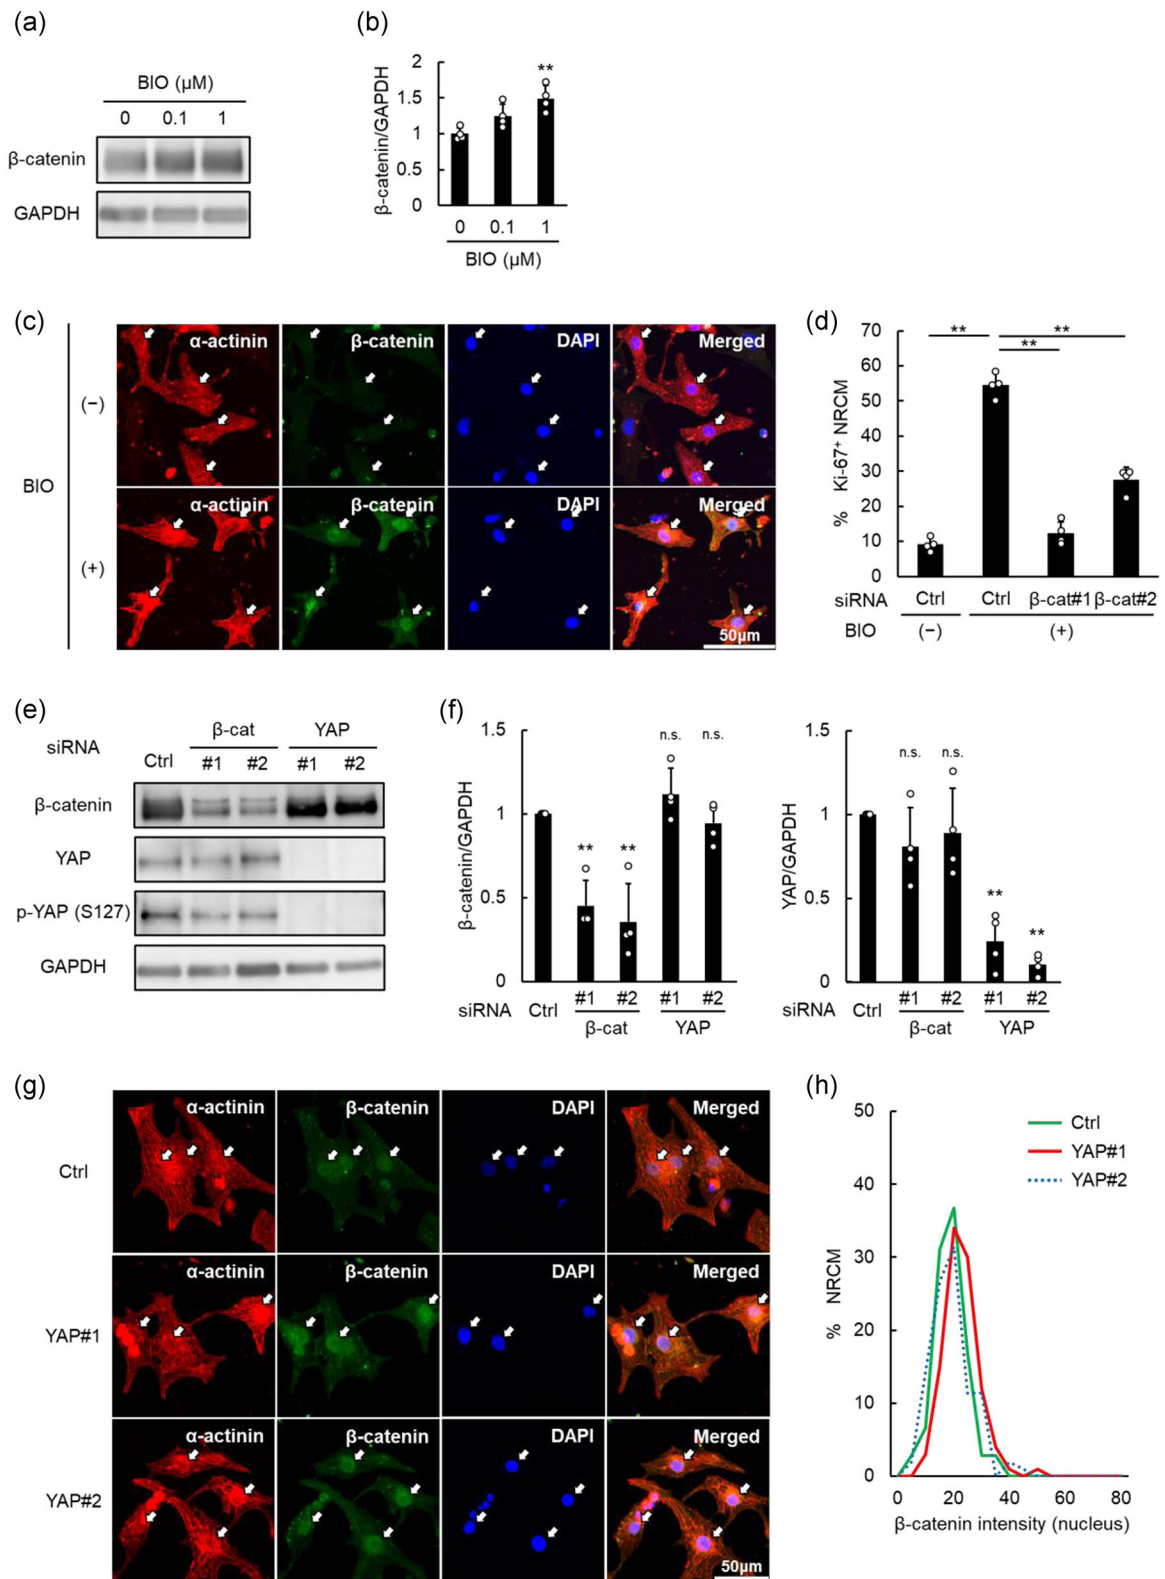 (a)
BIO (μM)
0 0.1 1
β-catenin
GAPDH
(b)
β-catenin/GAPDH
2
1.5
1
0.5
0
**
0 0.1 1
BIO (μM)
(c)
BIO
(−)
α-actinin β-catenin DAPI Merged
(+)
α-actinin β-catenin DAPI Merged
50μm
(d)
% Ki-67⁺ NRCM
70
60
50
40
30
20
10
0
** ** **
siRNA Ctrl Ctrl β-cat#1 β-cat#2
BIO (−) (+)
(e)
siRNA Ctrl β-cat YAP
#1 #2 #1 #2
β-catenin
YAP
p-YAP (S127)
GAPDH
(f)
β-catenin/GAPDH
1.5
1
0.5
0
** ** n.s. n.s.
siRNA Ctrl #1 #2 #1 #2
β-cat YAP
YAP/GAPDH
1.5
1
0.5
0
n.s. n.s. ** **
siRNA Ctrl #1 #2 #1 #2
β-cat YAP
(g)
Ctrl
α-actinin β-catenin DAPI Merged
YAP#1
α-actinin β-catenin DAPI Merged
YAP#2
α-actinin β-catenin DAPI Merged
50μm
(h)
% NRCM
50
40
30
20
10
0
Ctrl
YAP#1
YAP#2
0 20 40 60 80
β-catenin intensity (nucleus)